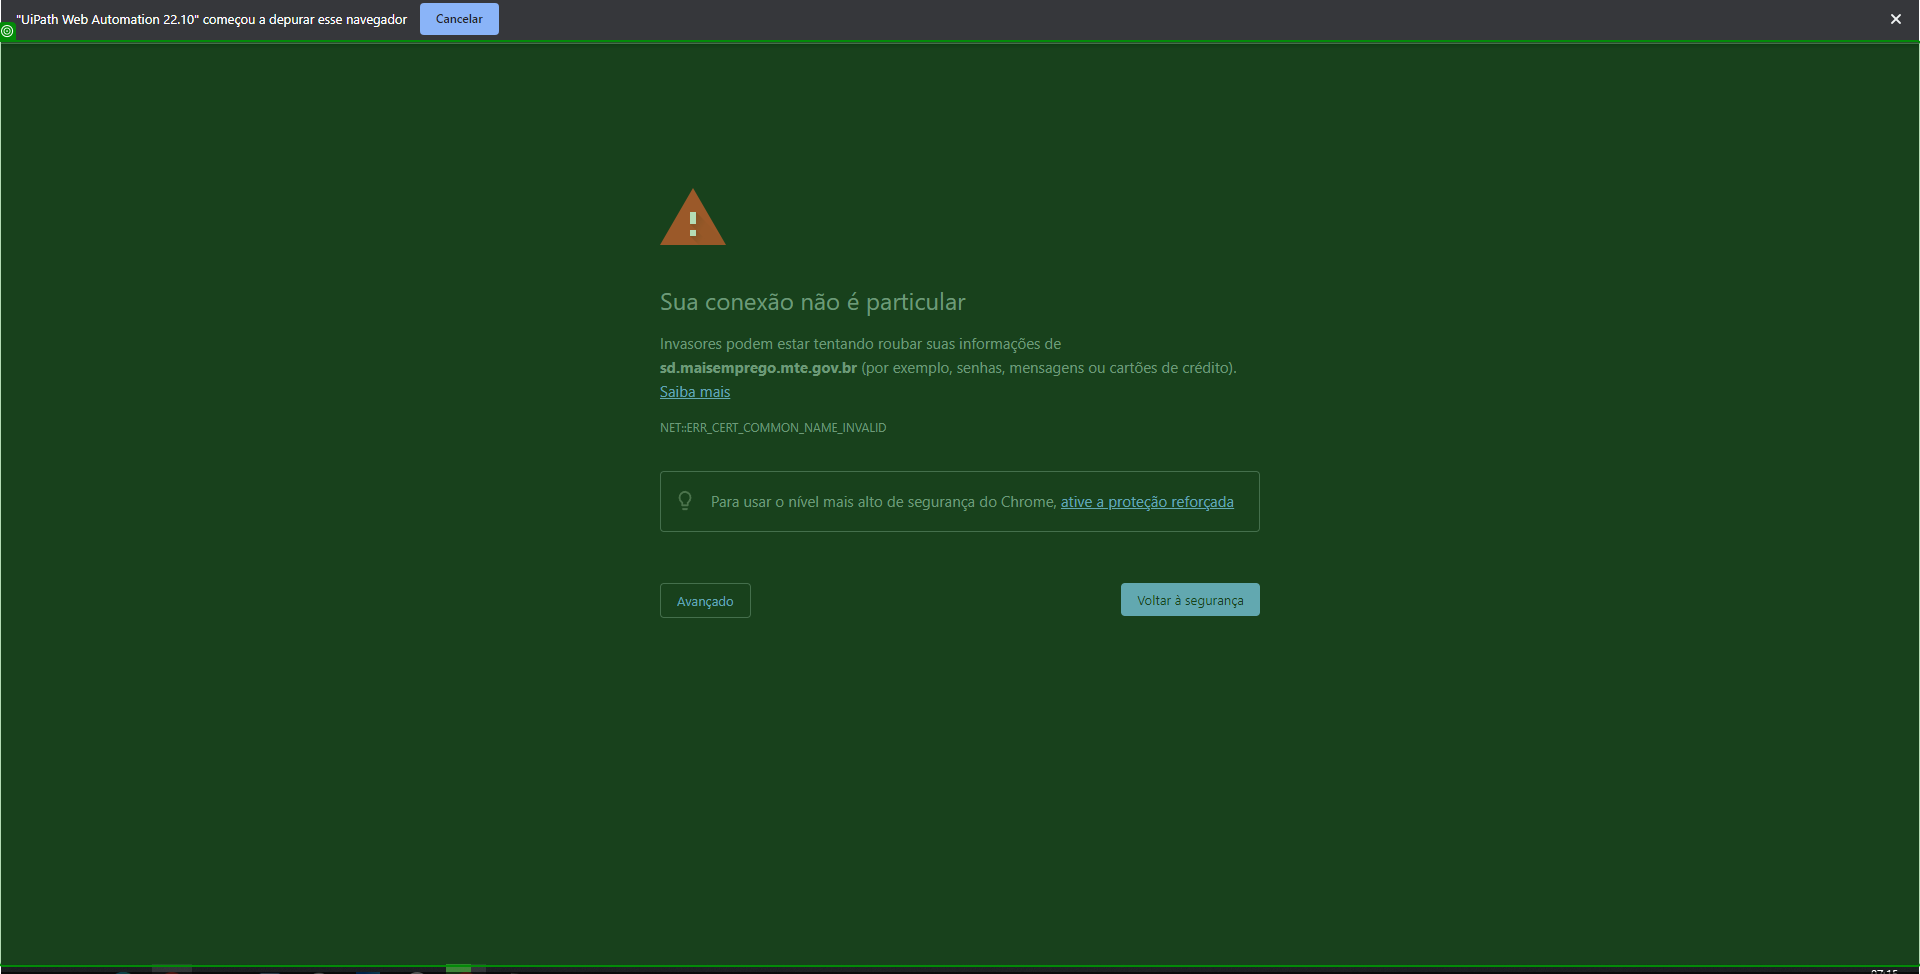 "UiPath Web Automation 22.10" começou a depurar esse navegador
Cancelar
Sua conexão não é particular
Invasores podem estar tentando roubar suas informações de
sd.maisemprego.mte.gov.br (por exemplo, senhas, mensagens ou cartões de crédito).
Saiba mais
NET::ERR_CERT_COMMON_NAME_INVALID
Para usar o nível mais alto de segurança do Chrome, ative a proteção reforçada
Avançado
Voltar à segurança